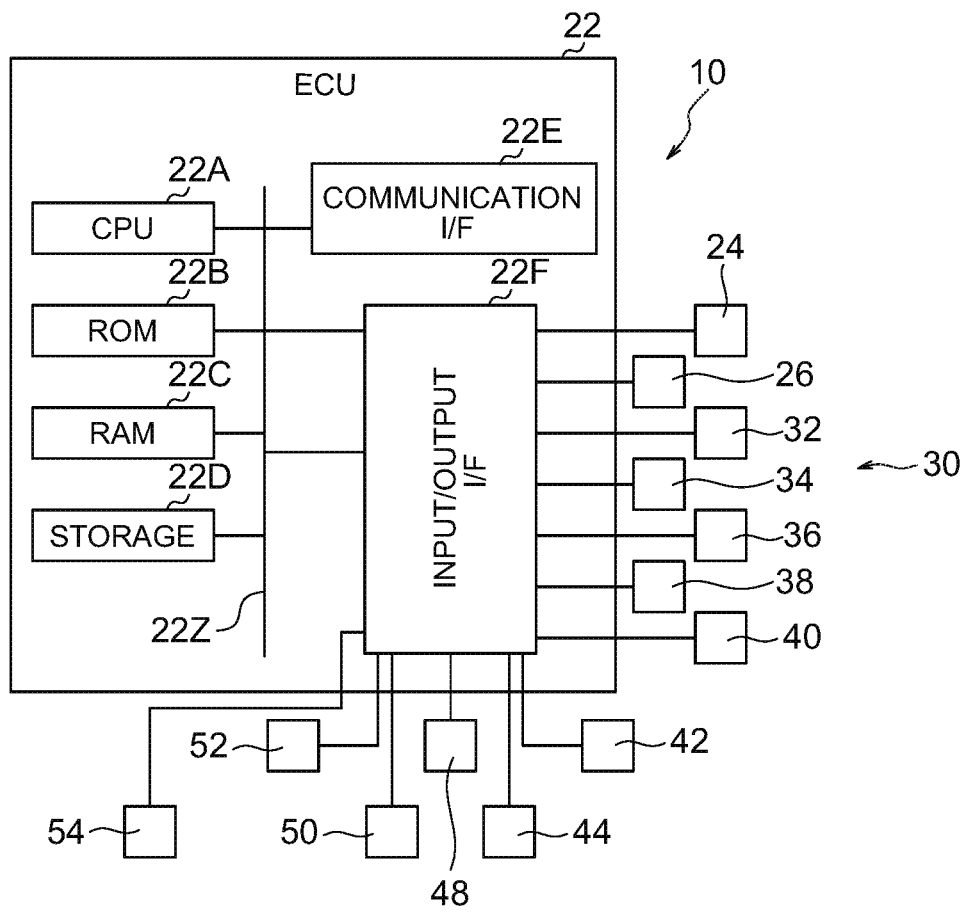 22
ECU
10
22E
22A
COMMUNICATION
I/F
CPU
22B
22F
24
ROM
26
22C
INPUT/OUTPUT
I/F
32
RAM
30
34
22D
STORAGE
36
38
22Z
40
52
42
54
50
48
44